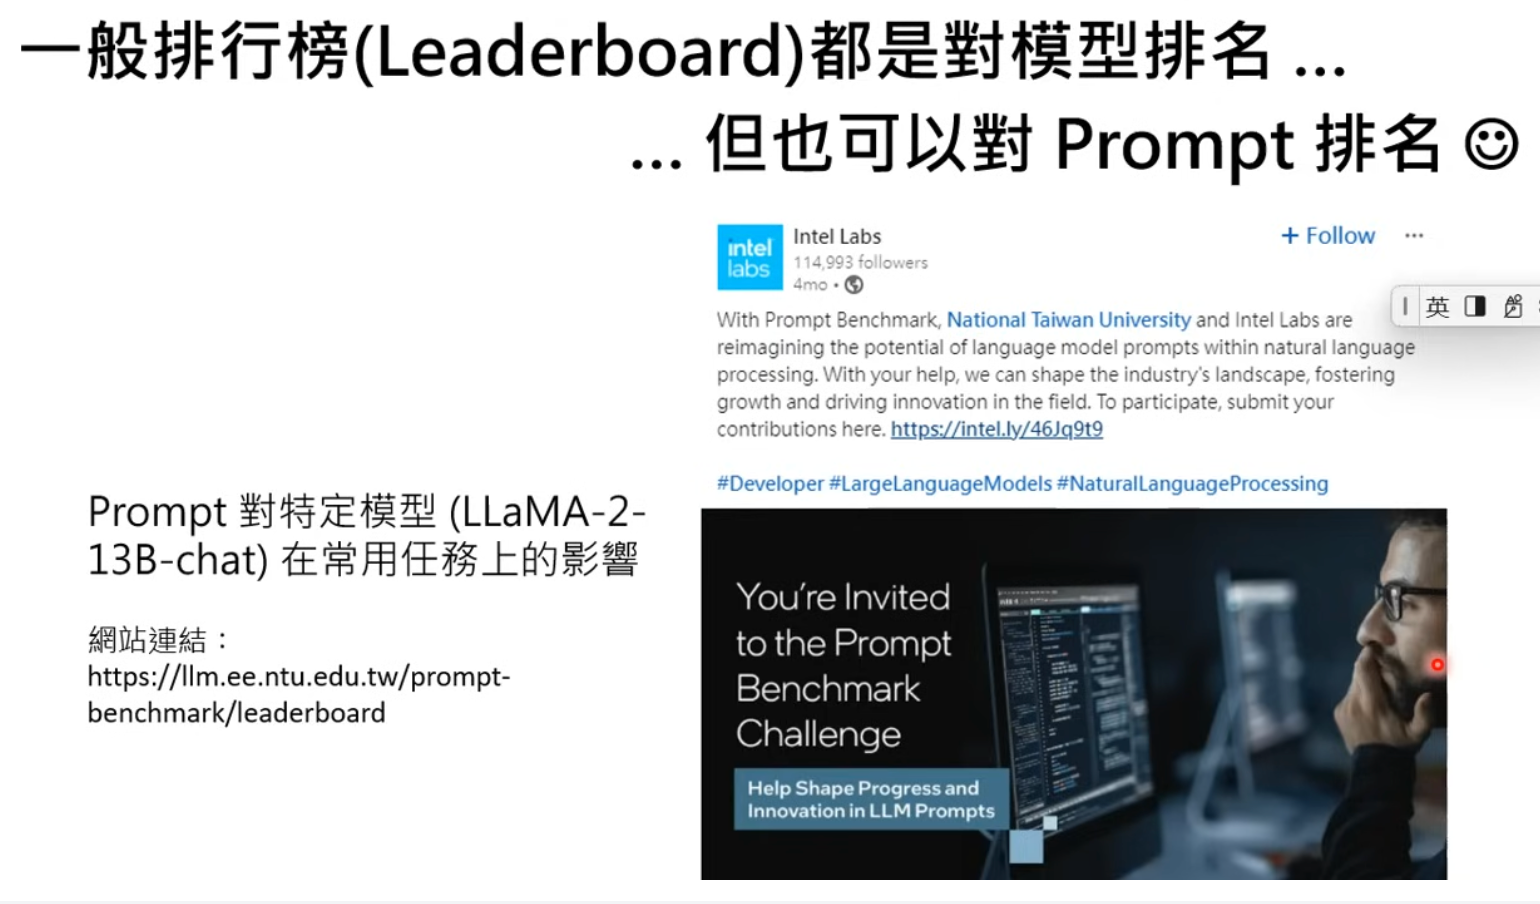 一般排行榜(Leaderboard)都是對模型排名 ...
... 但也可以對 Prompt 排名 ☺
intel labs
Intel Labs
+ Follow ...
114,993 followers
4mo •
With Prompt Benchmark, National Taiwan University and Intel Labs are
reimagining the potential of language model prompts within natural language
processing. With your help, we can shape the industry's landscape, fostering
growth and driving innovation in the field. To participate, submit your
contributions here. https://intel.ly/46Jq9t9
#Developer #LargeLanguageModels #NaturalLanguageProcessing
英
Prompt 對特定模型 (LLaMA-2-
13B-chat) 在常用任務上的影響
網站連結：
https://llm.ee.ntu.edu.tw/prompt-
benchmark/leaderboard
You're Invited
to the Prompt
Benchmark
Challenge
Help Shape Progress and
Innovation in LLM Prompts